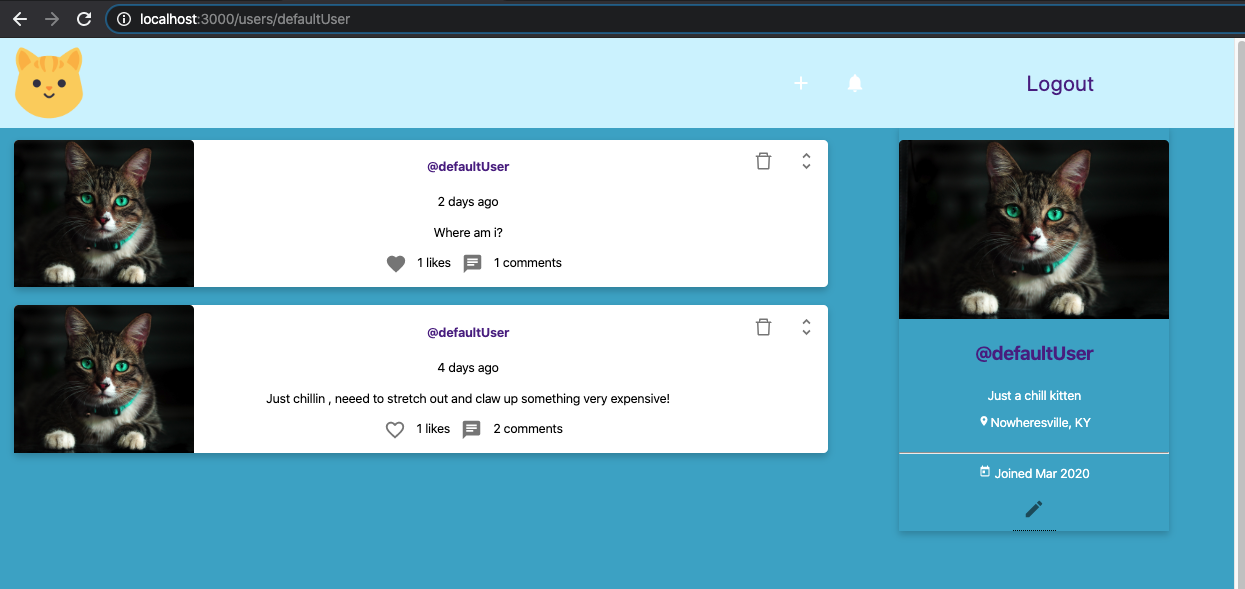 localhost:3000/users/defaultUser
Logout
@defaultUser
2 days ago
Where am i?
1 likes 1 comments
@defaultUser
4 days ago
Just chillin , neeed to stretch out and claw up something very expensive!
1 likes 2 comments
@defaultUser
Just a chill kitten
Nowheresville, KY
Joined Mar 2020